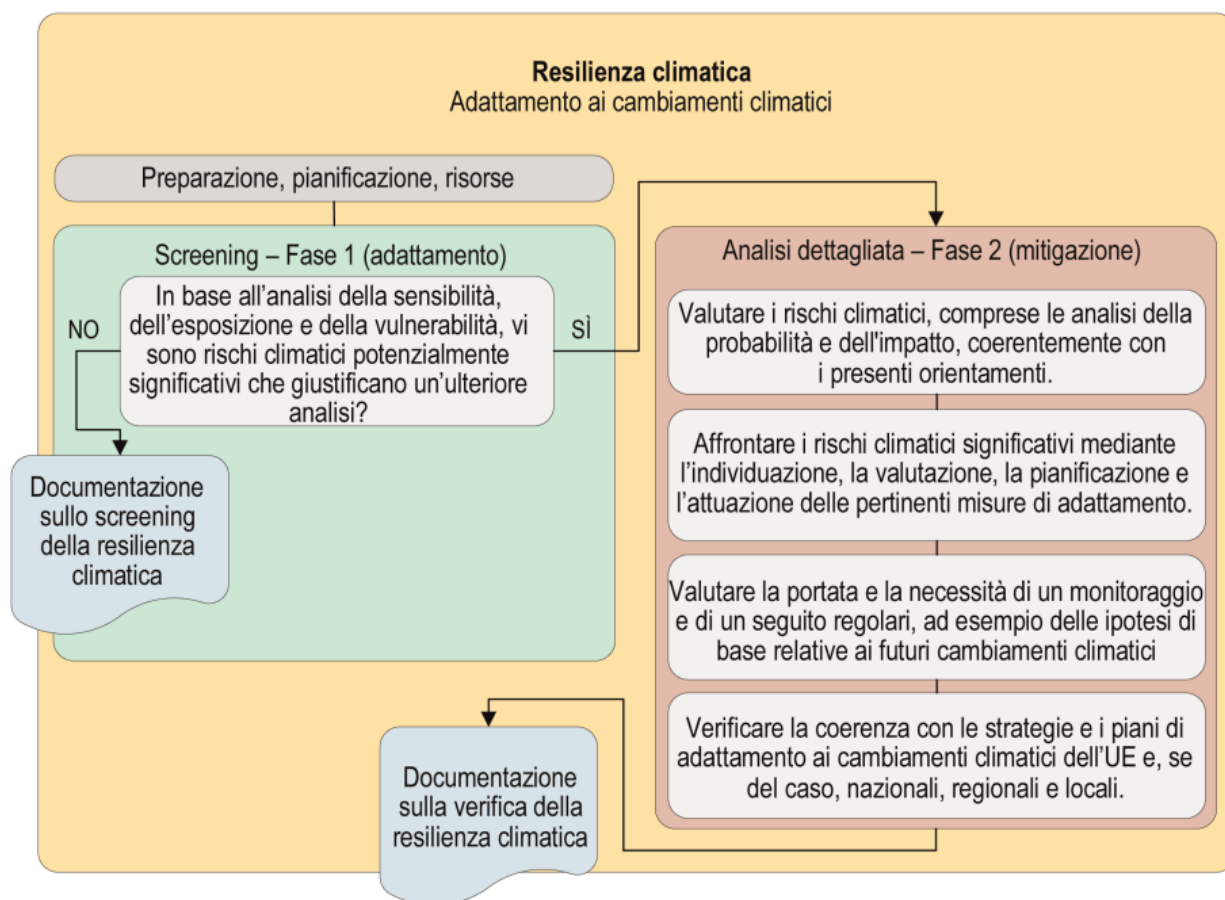 Resilienza climatica
Adattamento ai cambiamenti climatici
Preparazione, pianificazione, risorse
Screening – Fase 1 (adattamento)
In base all’analisi della sensibilità,
dell’esposizione e della vulnerabilità, vi
sono rischi climatici potenzialmente
significativi che giustificano un’ulteriore
analisi?
NO
SÌ
Documentazione
sullo screening
della resilienza
climatica
Analisi dettagliata – Fase 2 (mitigazione)
Valutare i rischi climatici, comprese le analisi della
probabilità e dell'impatto, coerentemente con
i presenti orientamenti.
Affrontare i rischi climatici significativi mediante
l’individuazione, la valutazione, la pianificazione e
l’attuazione delle pertinenti misure di adattamento.
Valutare la portata e la necessità di un monitoraggio
e di un seguito regolari, ad esempio delle ipotesi di
base relative ai futuri cambiamenti climatici
Verificare la coerenza con le strategie e i piani di
adattamento ai cambiamenti climatici dell’UE e, se
del caso, nazionali, regionali e locali.
Documentazione
sulla verifica della
resilienza climatica